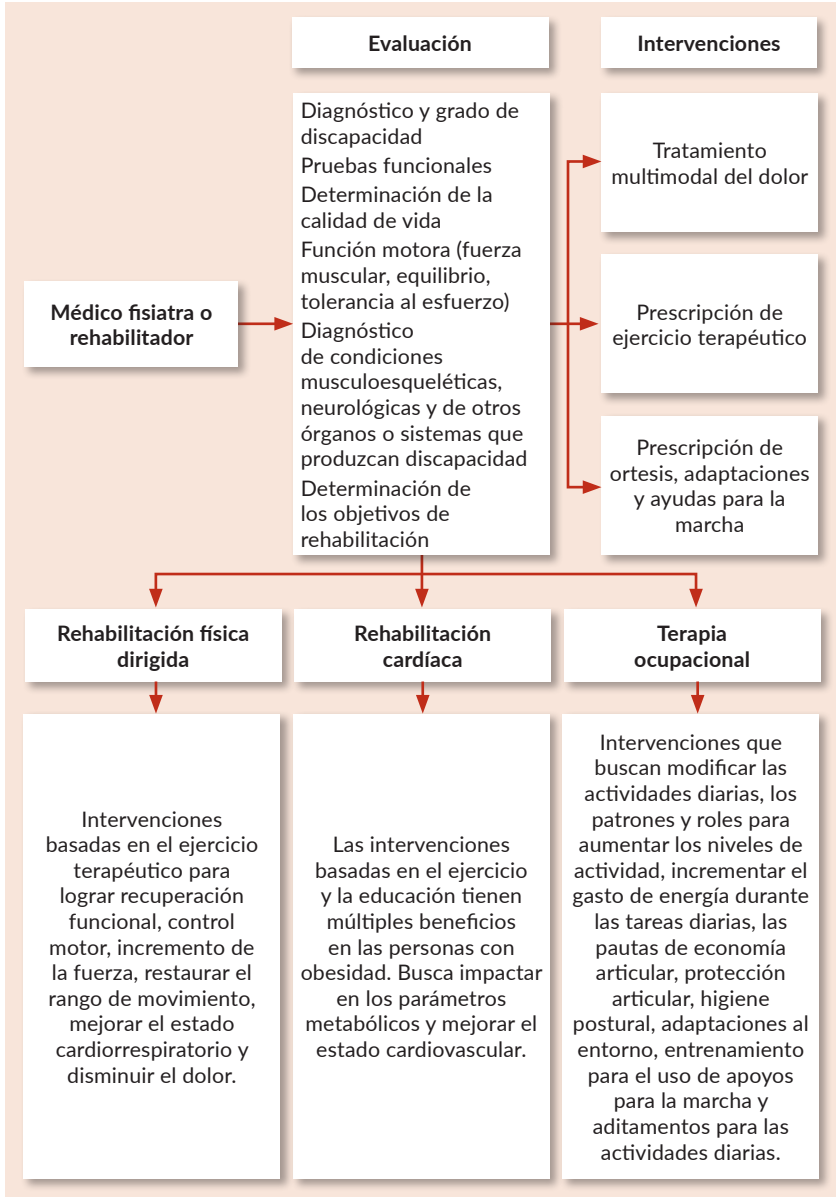 Evaluación
Intervenciones
Médico fisiatra o
rehabilitador
Diagnóstico y grado de
discapacidad
Pruebas funcionales
Determinación de la
calidad de vida
Función motora (fuerza
muscular, equilibrio,
tolerancia al esfuerzo)
Diagnóstico
de condiciones
musculoesqueléticas,
neurológicas y de otros
órganos o sistemas que
produzcan discapacidad
Determinación de
los objetivos de
rehabilitación
Tratamiento
multimodal del dolor
Prescripción de
ejercicio terapéutico
Prescripción de
ortesis, adaptaciones
y ayudas para la
marcha
Rehabilitación física
dirigida
Intervenciones
basadas en el ejercicio
terapéutico para
lograr recuperación
funcional, control
motor, incremento de
la fuerza, restaurar el
rango de movimiento,
mejorar el estado
cardiorrespiratorio y
disminuir el dolor.
Rehabilitación
cardíaca
Las intervenciones
basadas en el ejercicio
y la educación tienen
múltiples beneficios
en las personas con
obesidad. Busca impactar
en los parámetros
metabólicos y mejorar el
estado cardiovascular.
Terapia
ocupacional
Intervenciones que
buscan modificar las
actividades diarias, los
patrones y roles para
aumentar los niveles de
actividad, incrementar el
gasto de energía durante
las tareas diarias, las
pautas de economía
articular, protección
articular, higiene
postural, adaptaciones al
entorno, entrenamiento
para el uso de apoyos
para la marcha y
aditamentos para las
actividades diarias.